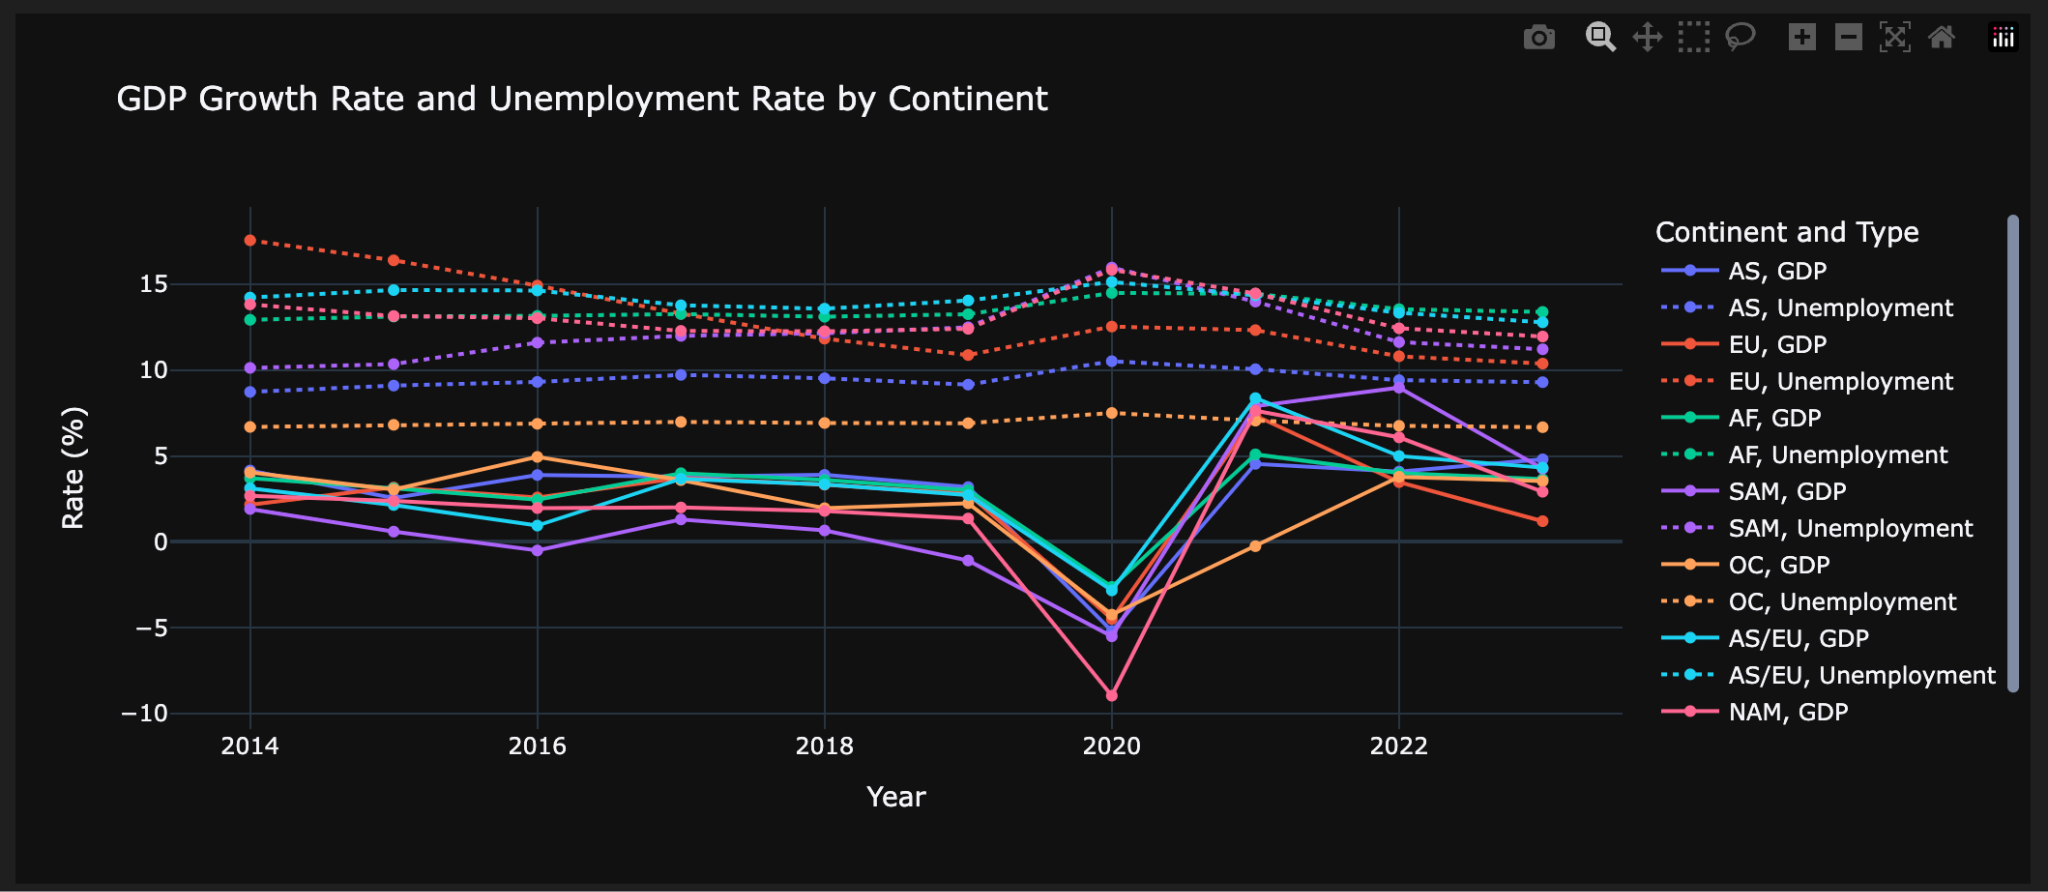 GDP Growth Rate and Unemployment Rate by Continent
Rate (%)
15
10
5
0
−5
−10
2014
2016
2018
2020
2022
Year
Continent and Type
AS, GDP
AS, Unemployment
EU, GDP
EU, Unemployment
AF, GDP
AF, Unemployment
SAM, GDP
SAM, Unemployment
OC, GDP
OC, Unemployment
AS/EU, GDP
AS/EU, Unemployment
NAM, GDP